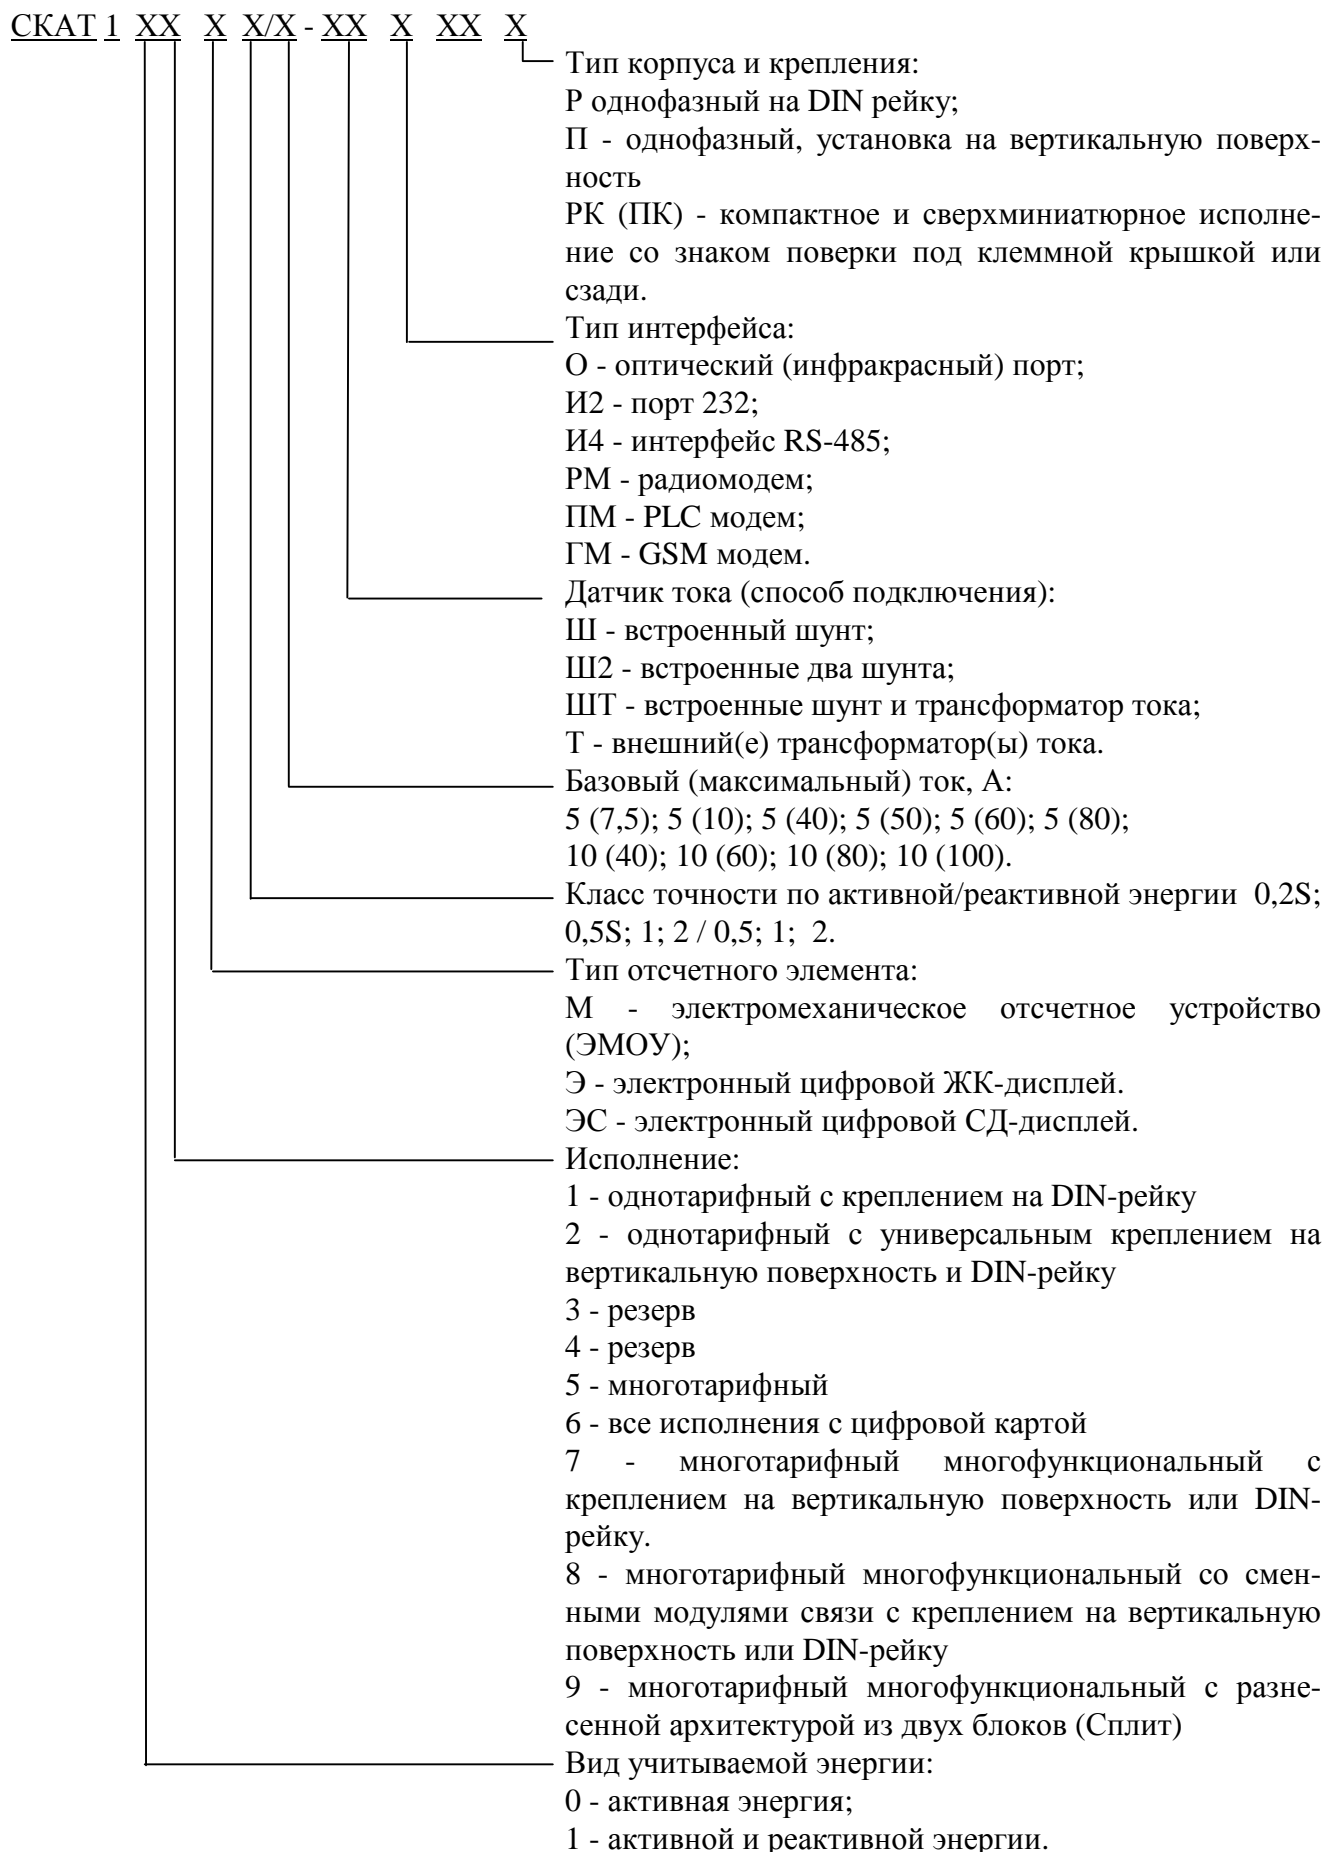 СКАТ 1 XX X X/X - XX X XX X
Тип корпуса и крепления:
Р однофазный на DIN рейку;
П - однофазный, установка на вертикальную поверх-
ность
РК (ПК) - компактное и сверхминиатюрное исполне-
ние со знаком поверки под клеммной крышкой или
сзади.
Тип интерфейса:
О - оптический (инфракрасный) порт;
И2 - порт 232;
И4 - интерфейс RS-485;
РМ - радиомодем;
ПМ - PLC модем;
ГМ - GSM модем.
Датчик тока (способ подключения):
Ш - встроенный шунт;
Ш2 - встроенные два шунта;
ШТ - встроенные шунт и трансформатор тока;
Т - внешний(е) трансформатор(ы) тока.
Базовый (максимальный) ток, А:
5 (7,5); 5 (10); 5 (40); 5 (50); 5 (60); 5 (80);
10 (40); 10 (60); 10 (80); 10 (100).
Класс точности по активной/реактивной энергии 0,2S;
0,5S; 1; 2 / 0,5; 1; 2.
Тип отсчетного элемента:
М - электромеханическое отсчетное устройство
(ЭМОУ);
Э - электронный цифровой ЖК-дисплей.
ЭС - электронный цифровой СД-дисплей.
Исполнение:
1 - однотарифный с креплением на DIN-рейку
2 - однотарифный с универсальным креплением на
вертикальную поверхность и DIN-рейку
3 - резерв
4 - резерв
5 - многотарифный
6 - все исполнения с цифровой картой
7 - многотарифный многофункциональный с
креплением на вертикальную поверхность или DIN-
рейку.
8 - многотарифный многофункциональный со смен-
ными модулями связи с креплением на вертикальную
поверхность или DIN-рейку
9 - многотарифный многофункциональный с разне-
сенной архитектурой из двух блоков (Сплит)
Вид учитываемой энергии:
0 - активная энергия;
1 - активной и реактивной энергии.